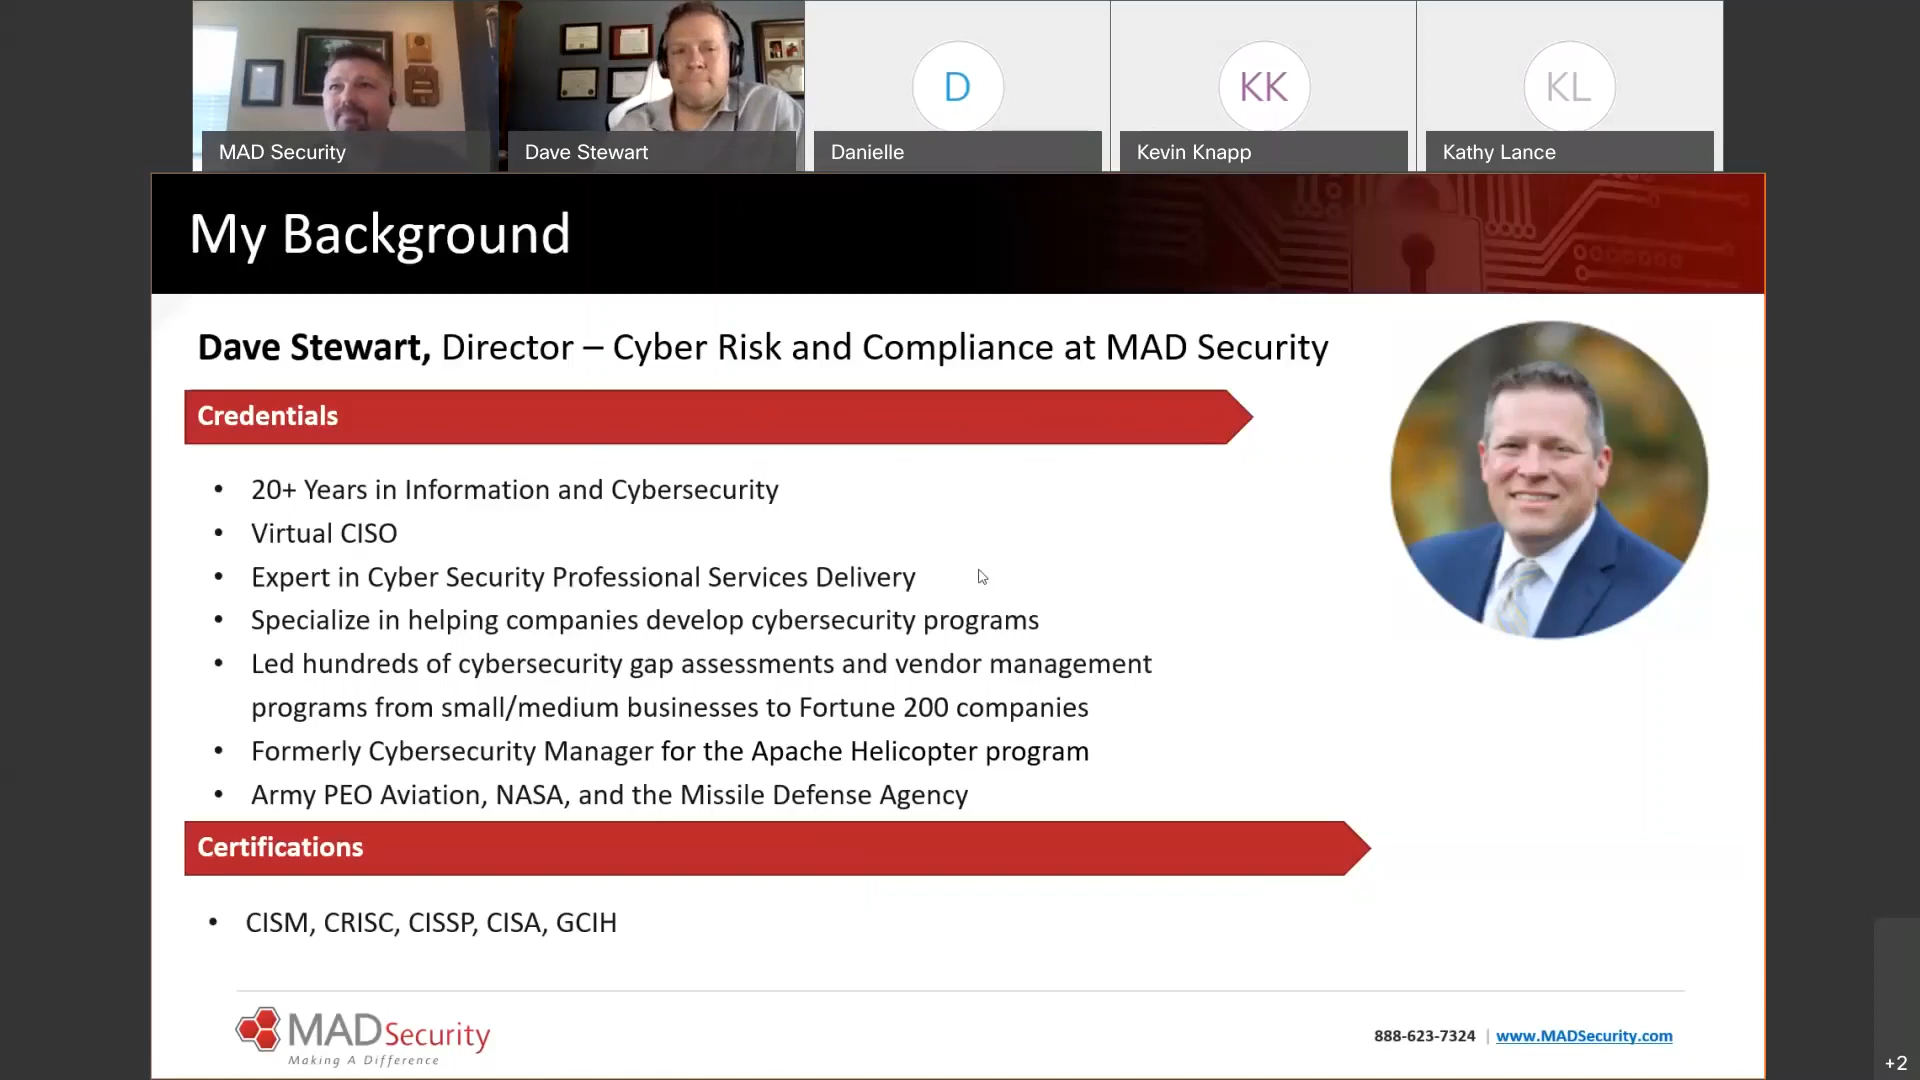 D
KK
KL
MAD Security
Dave Stewart
Danielle
Kevin Knapp
Kathy Lance
My Background
Dave Stewart, Director – Cyber Risk and Compliance at MAD Security
Credentials
• 20+ Years in Information and Cybersecurity
• Virtual CISO
• Expert in Cyber Security Professional Services Delivery
• Specialize in helping companies develop cybersecurity programs
• Led hundreds of cybersecurity gap assessments and vendor management
programs from small/medium businesses to Fortune 200 companies
• Formerly Cybersecurity Manager for the Apache Helicopter program
• Army PEO Aviation, NASA, and the Missile Defense Agency
Certifications
• CISM, CRISC, CISSP, CISA, GCIH
MAD Security
Making A Difference
888-623-7324 | www.MADSecurity.com
+2